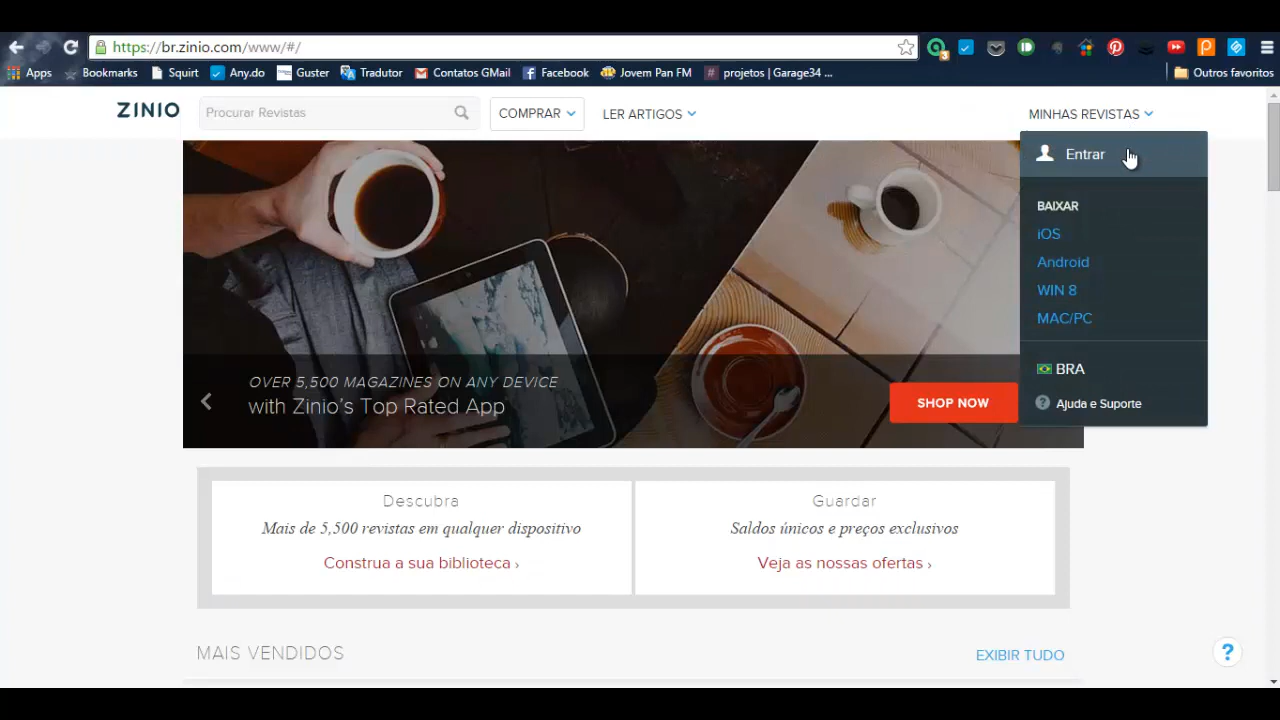 https://br.zinio.com/www/#/
3
Apps
Bookmarks
Squirt
Any.do
Guster
Tradutor
Contatos GMail
Facebook
Jovem Pan FM
projetos | Garage34 ...
Outros favoritos
ZINIO
Procurar Revistas
COMPRAR
LER ARTIGOS
MINHAS REVISTAS
Entrar
BAIXAR
iOS
Android
WIN 8
MAC/PC
BRA
Ajuda e Suporte
OVER 5,500 MAGAZINES ON ANY DEVICE
with Zinio's Top Rated App
SHOP NOW
Descubra
Mais de 5,500 revistas em qualquer dispositivo
Construa a sua biblioteca ›
Guardar
Saldos únicos e preços exclusivos
Veja as nossas ofertas ›
MAIS VENDIDOS
EXIBIR TUDO
?